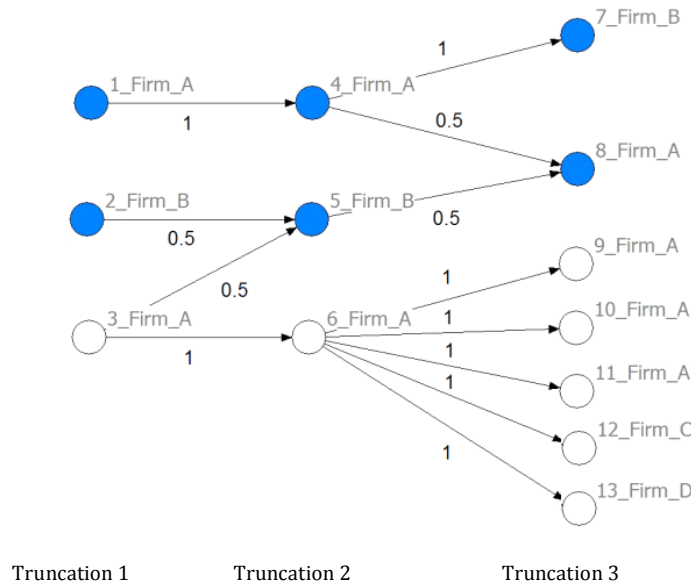 7_Firm_B
1
1_Firm_A
4_Firm_A
1
0.5
8_Firm_A
2_Firm_B
5_Firm_B
0.5
0.5
9_Firm_A
0.5
1
3_Firm_A
6_Firm_A
1
10_Firm_A
1
1
11_Firm_A
1
12_Firm_C
1
13_Firm_D
Truncation 1 Truncation 2 Truncation 3